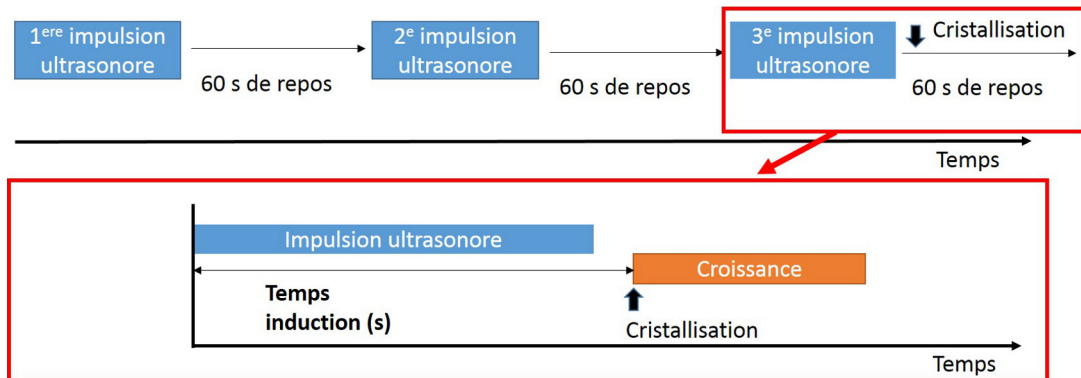 1ere impulsion
ultrasonore
60 s de repos
2e impulsion
ultrasonore
60 s de repos
3e impulsion
ultrasonore
Cristallisation
60 s de repos
Temps
Impulsion ultrasonore
Croissance
Temps
induction (s)
Cristallisation
Temps